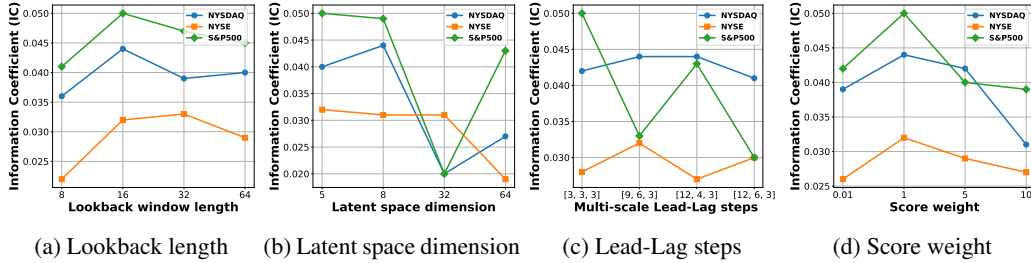 Information Coefficient (IC)
0.050
0.045
0.040
0.035
0.030
0.025
NYSDAQ
NYSE
S&P500
8
16
32
64
Lookback window length
(a) Lookback length
Information Coefficient (IC)
0.050
0.045
0.040
0.035
0.030
0.025
0.020
NYSDAQ
NYSE
S&P500
5
8
32
64
Latent space dimension
(b) Latent space dimension
Information Coefficient (IC)
0.050
0.045
0.040
0.035
0.030
NYSDAQ
NYSE
S&P500
[3, 3, 3]
[9, 6, 3]
[12, 4, 3]
[12, 6, 3]
Multi-scale Lead-Lag steps
(c) Lead-Lag steps
Information Coefficient (IC)
0.050
0.045
0.040
0.035
0.030
0.025
NYSDAQ
NYSE
S&P500
0.01
1
5
10
Score weight
(d) Score weight